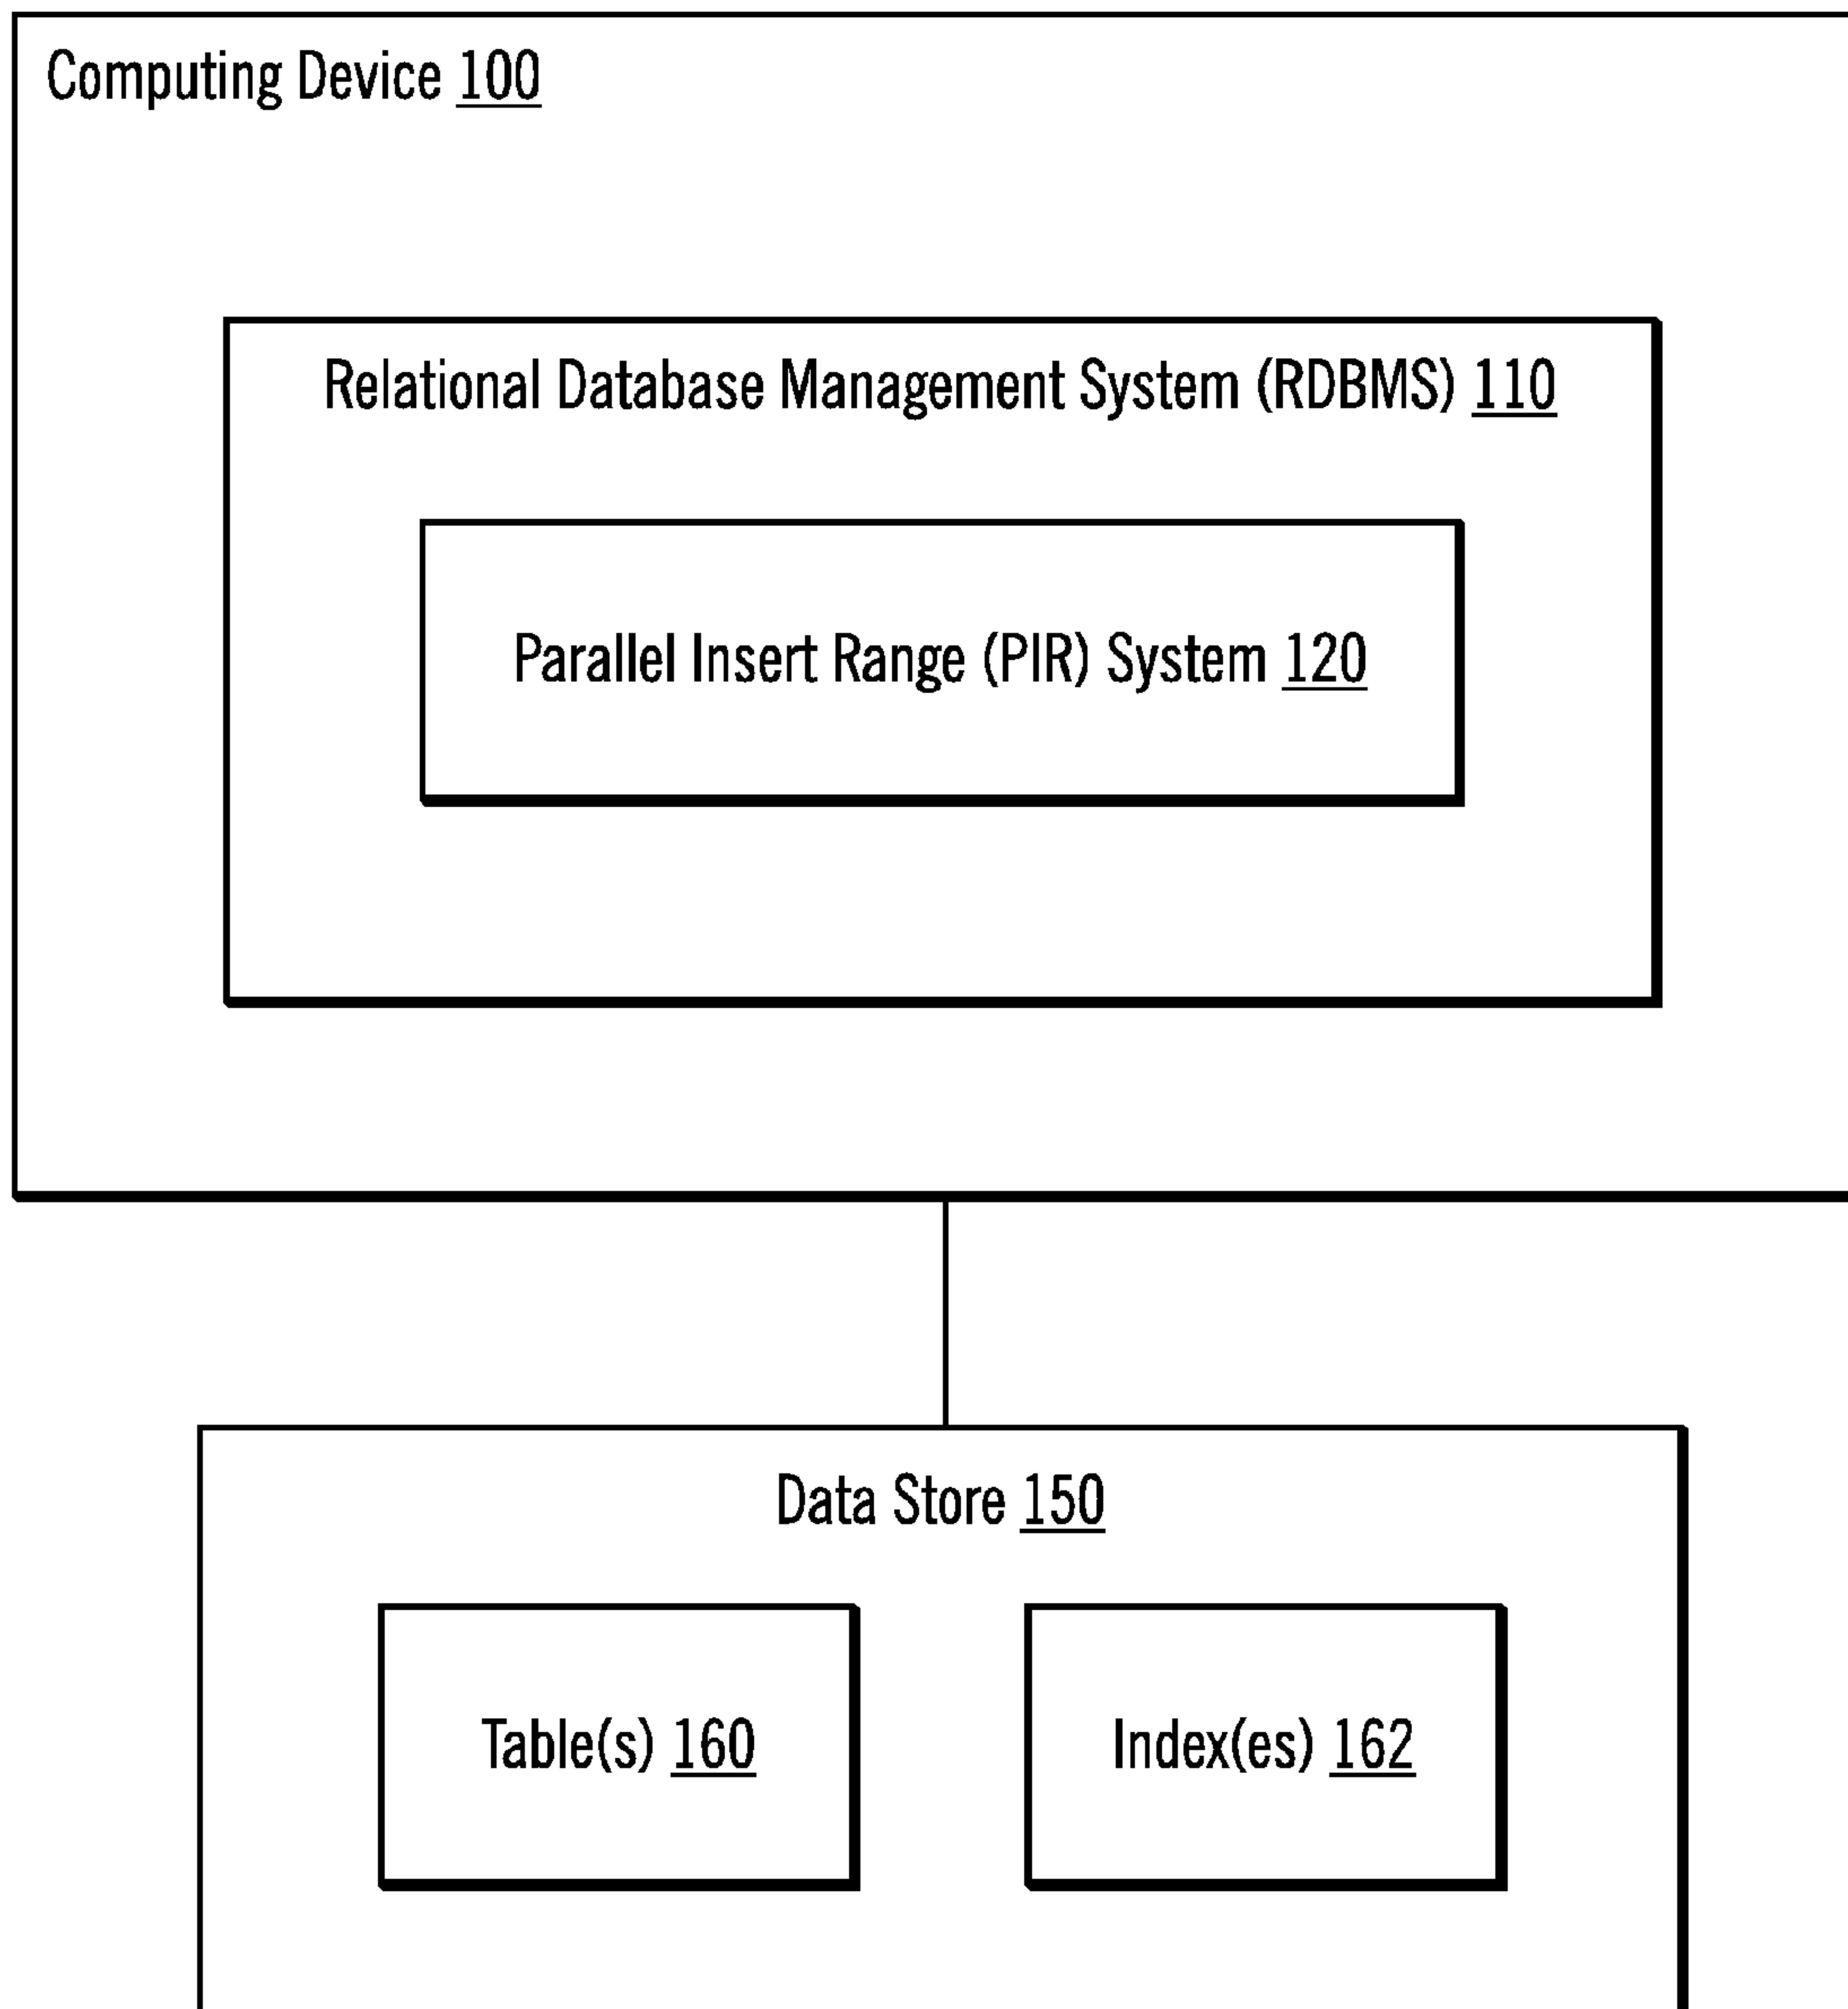 Computing Device 100
Relational Database Management System (RDBMS) 110
Parallel Insert Range (PIR) System 120
Data Store 150
Table(s) 160
Index(es) 162